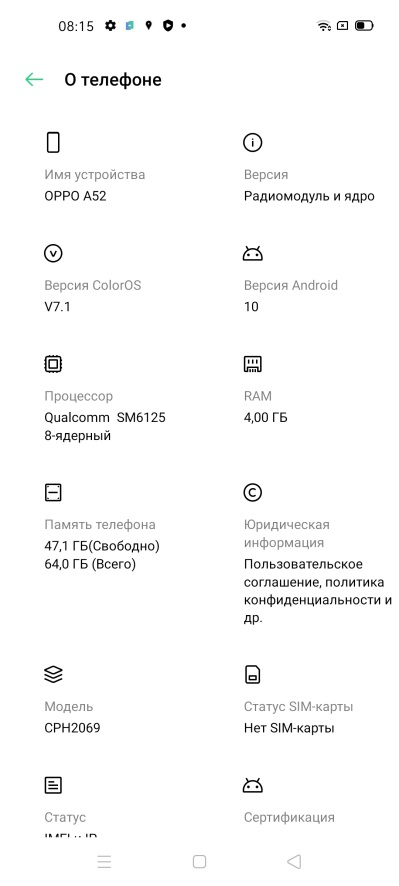 08:15
О телефоне
Имя устройства
OPPO A52
Версия
Радиомодуль и ядро
Версия ColorOS
V7.1
Версия Android
10
Процессор
Qualcomm SM6125
8-ядерный
RAM
4,00 ГБ
Память телефона
47,1 ГБ(Свободно)
64,0 ГБ (Всего)
Юридическая
информация
Пользовательское
соглашение, политика
конфиденциальности и
др.
Модель
CPH2069
Статус SIM-карты
Нет SIM-карты
Статус
Сертификация